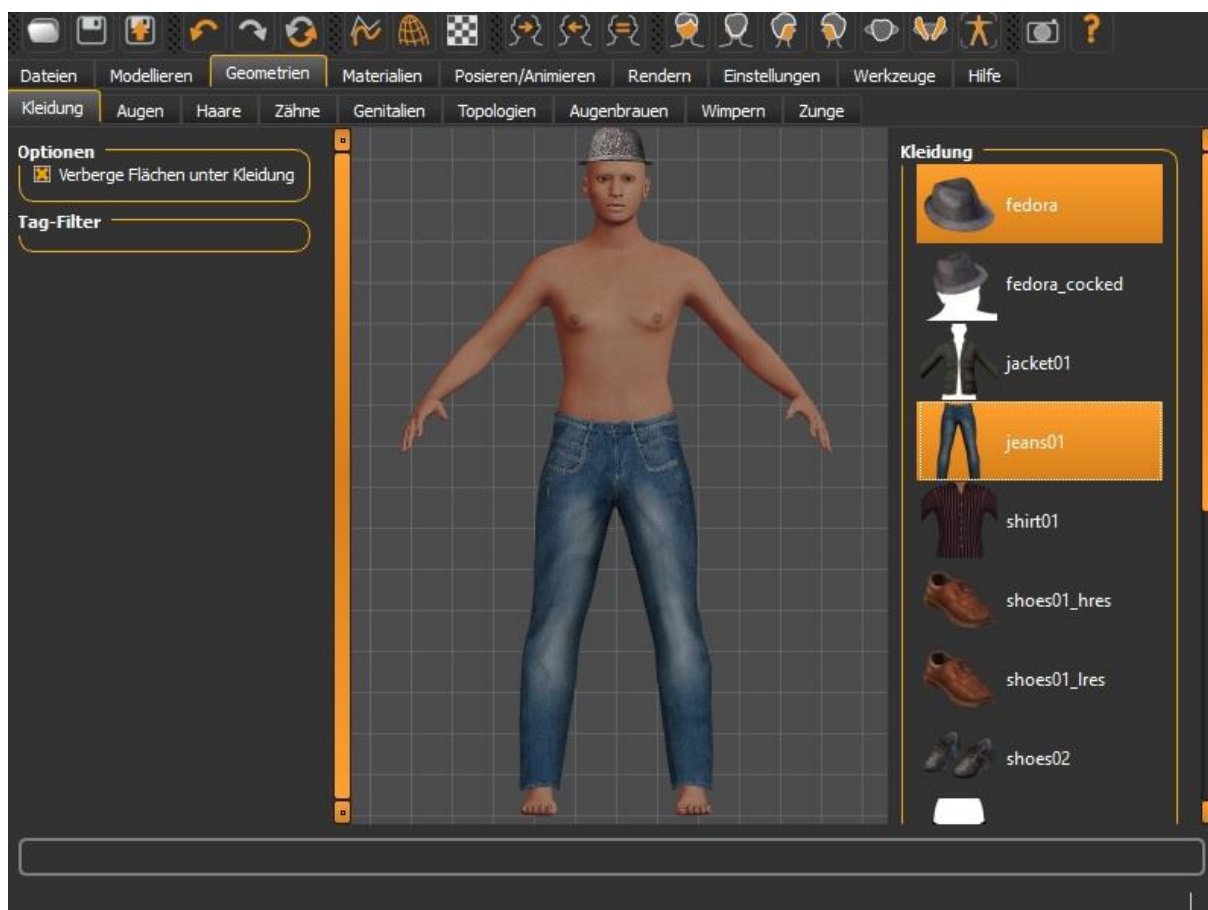 Dateien Modellieren Geometrien Materialien Posieren/Animieren Rendern Einstellungen Werkzeuge Hilfe
Kleidung Augen Haare Zähne Genitalien Topologien Augenbrauen Wimpern Zunge
Optionen
Verberge Flächen unter Kleidung
Tag-Filter
Kleidung
fedora
fedora_cocked
jacket01
jeans01
shirt01
shoes01_hres
shoes01_lres
shoes02